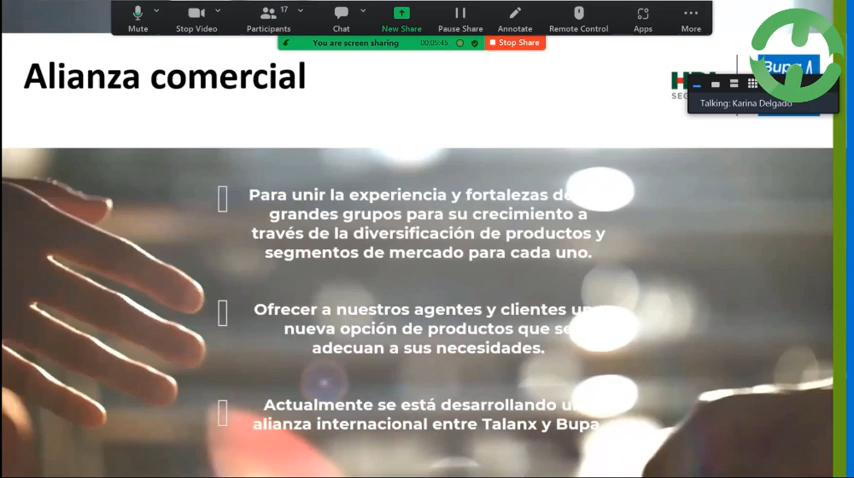 Mute
Stop Video
Participants
17
Chat
New Share
Pause Share
Annotate
Remote Control
Apps
More
You are screen sharing
00:05:45
Stop Share
Alianza comercial
Bupa
Talking: Karina Delgado
Para unir la experiencia y fortalezas
grandes grupos para su crecimiento a
través de la diversificación de productos y
segmentos de mercado para cada uno.
Ofrecer a nuestros agentes y clientes
nueva opción de productos que se
adecuan a sus necesidades.
Actualmente se está desarrollando
alianza internacional entre Talanx y Bupa